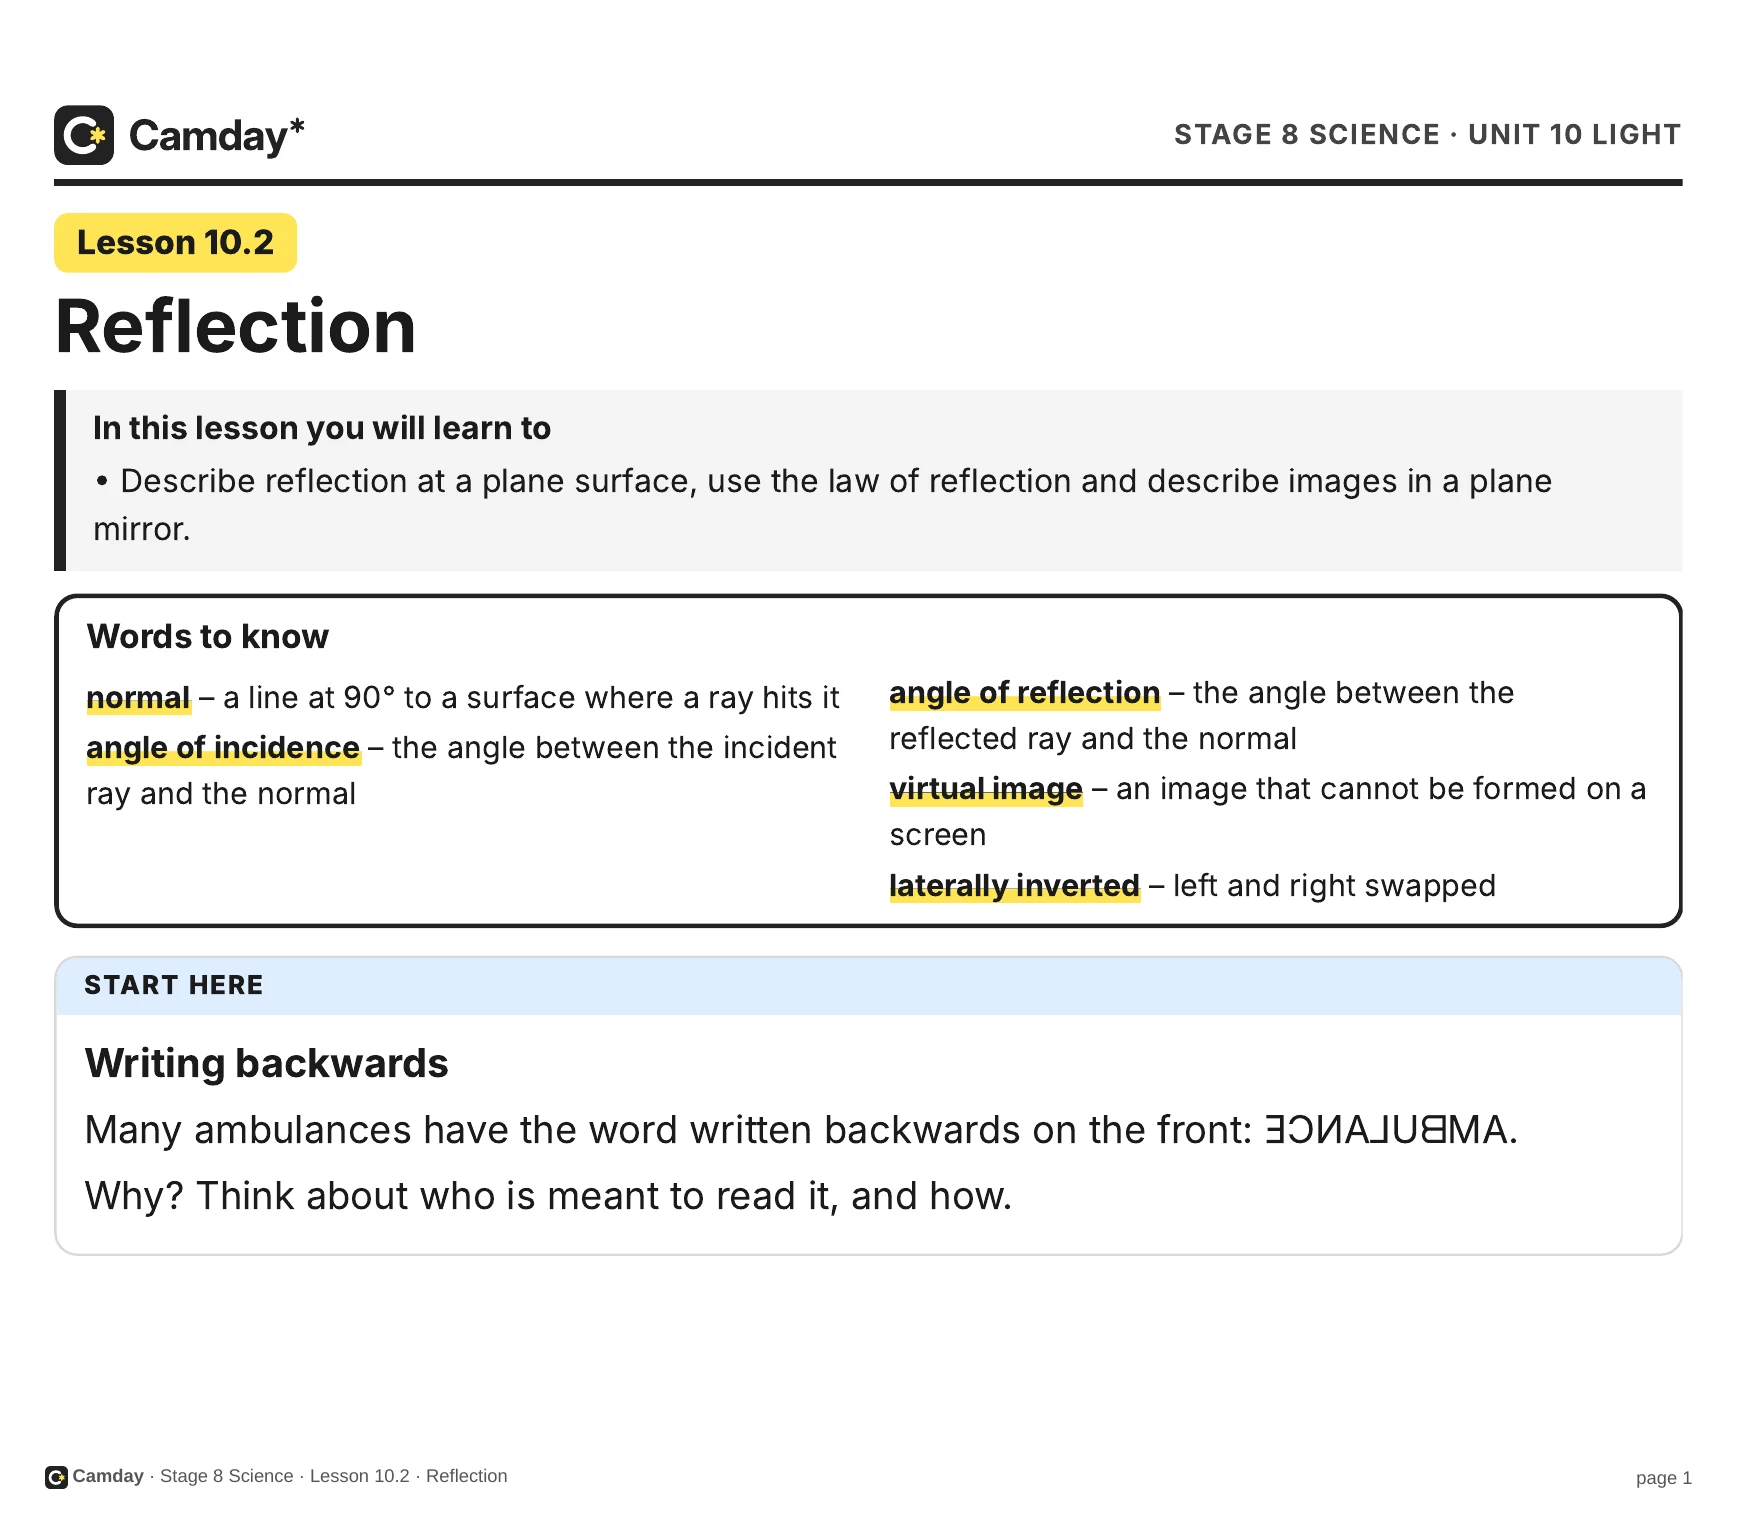 Camday*
STAGE 8 SCIENCE · UNIT 10 LIGHT
Lesson 10.2
Reflection
In this lesson you will learn to
• Describe reflection at a plane surface, use the law of reflection and describe images in a plane
mirror.
Words to know
normal – a line at 90° to a surface where a ray hits it
angle of incidence – the angle between the incident
ray and the normal
angle of reflection – the angle between the
reflected ray and the normal
virtual image – an image that cannot be formed on a
screen
laterally inverted – left and right swapped
START HERE
Writing backwards
Many ambulances have the word written backwards on the front: ƎƆИA⅃UᗺMA.
Why? Think about who is meant to read it, and how.
Camday · Stage 8 Science · Lesson 10.2 · Reflection
page 1